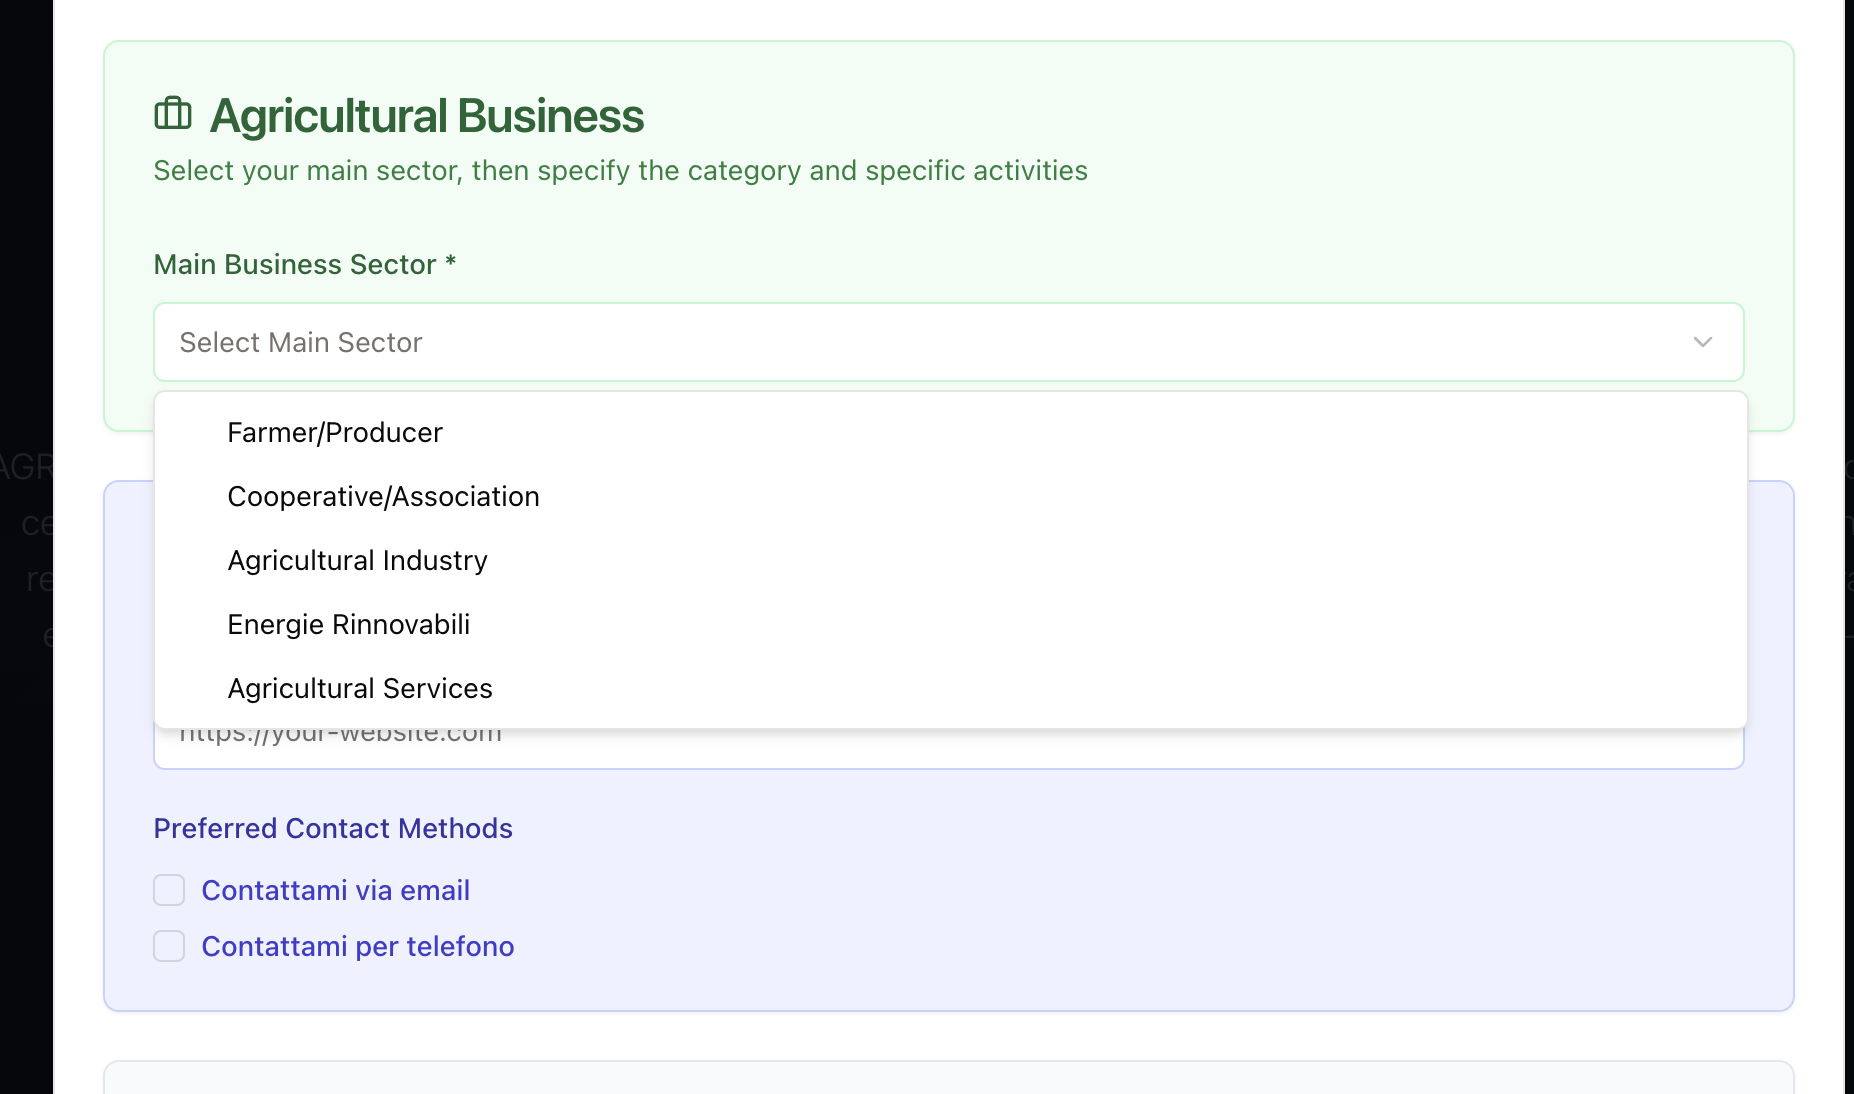 Agricultural Business
Select your main sector, then specify the category and specific activities
Main Business Sector *
Select Main Sector
Farmer/Producer
Cooperative/Association
Agricultural Industry
Energie Rinnovabili
Agricultural Services
https://your-website.com
Preferred Contact Methods
Contattami via email
Contattami per telefono